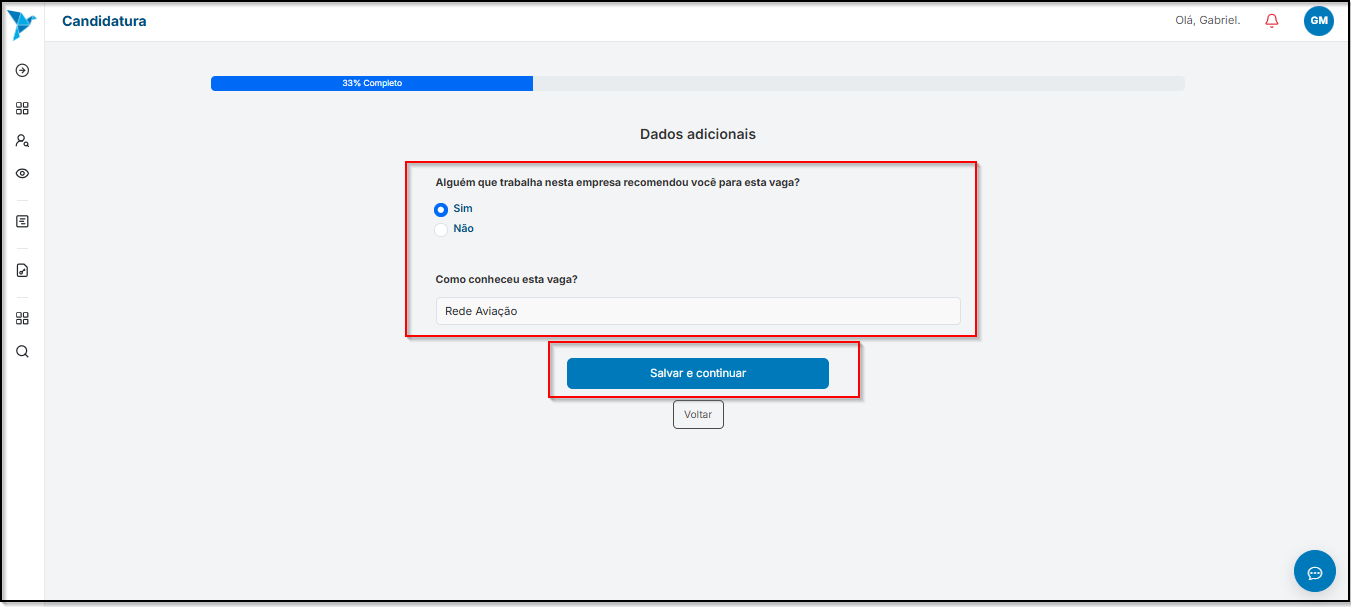 Candidatura
Olá, Gabriel.
GM
33% Completo
Dados adicionais
Alguém que trabalha nesta empresa recomendou você para esta vaga?
Sim
Não
Como conheceu esta vaga?
Rede Aviação
Salvar e continuar
Voltar